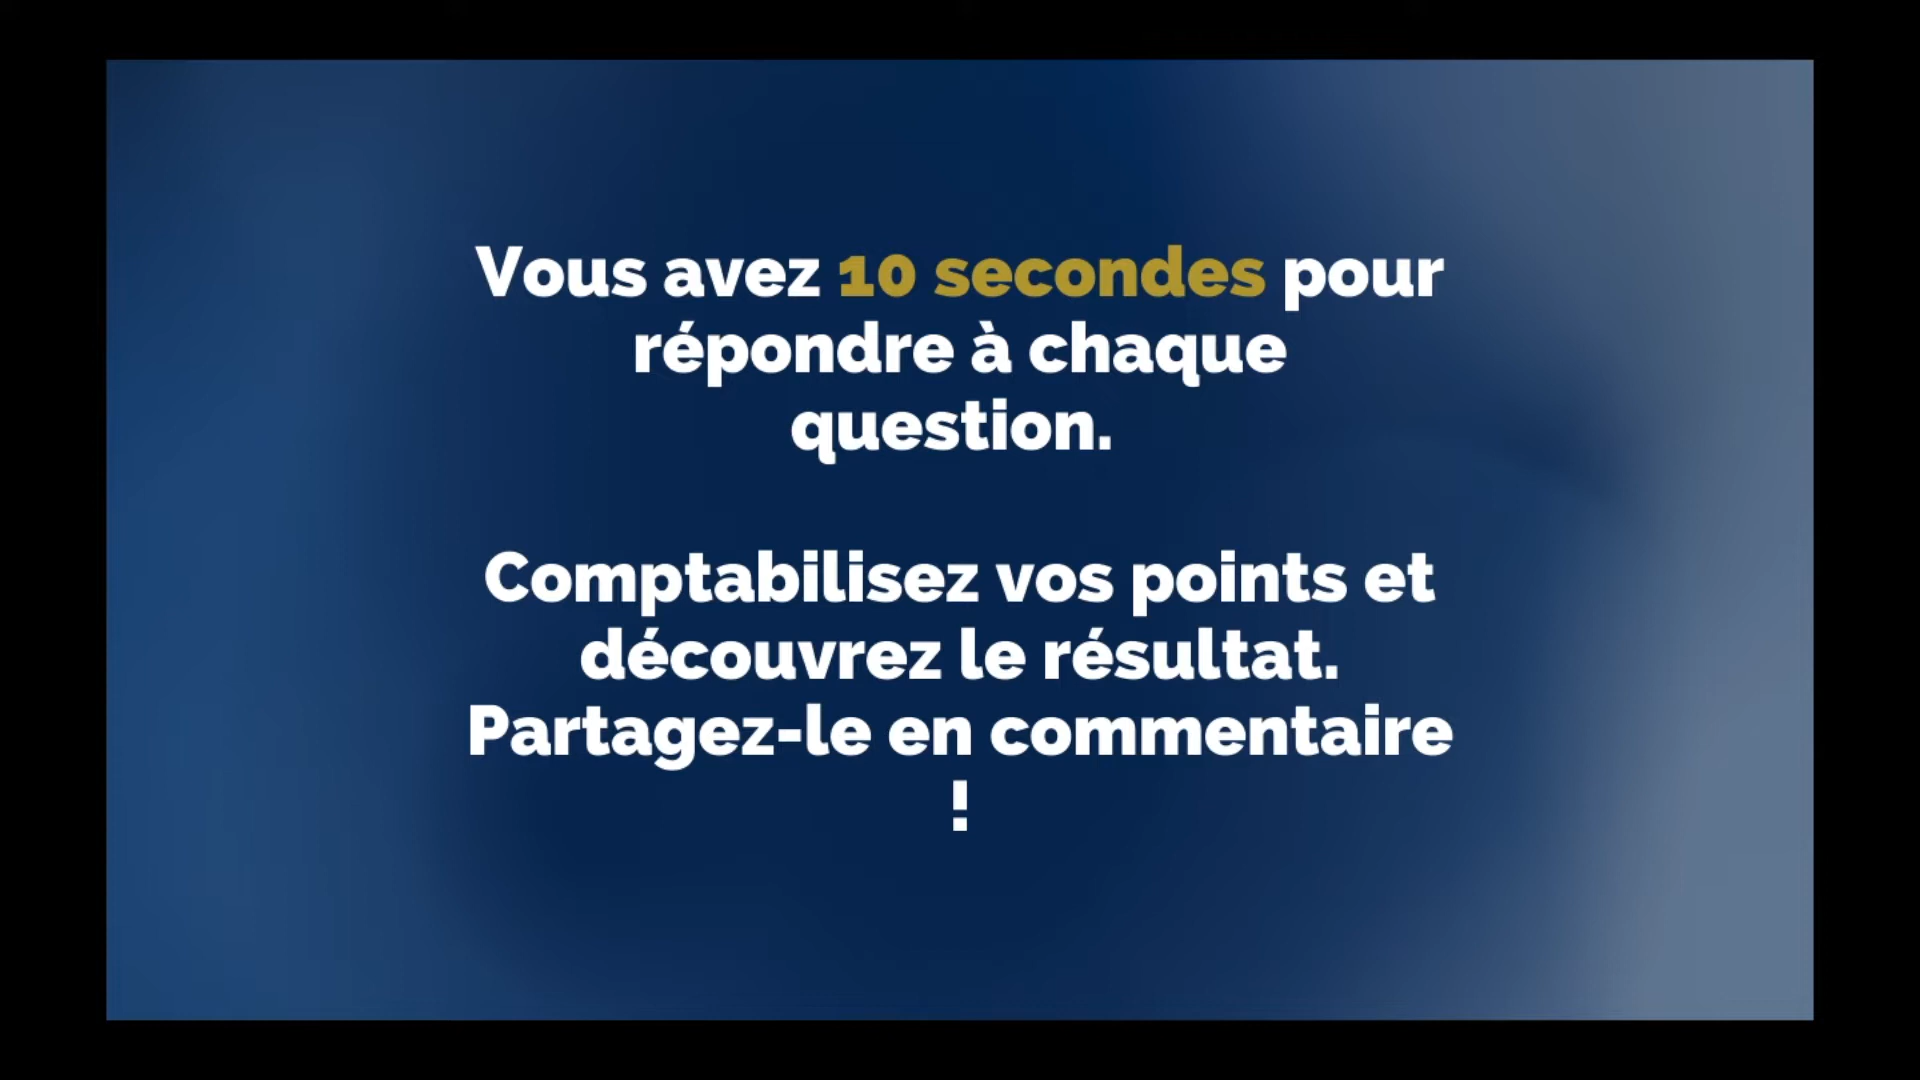 Vous avez 10 secondes pour
répondre à chaque
question.
Comptabilisez vos points et
découvrez le résultat.
Partagez-le en commentaire
!